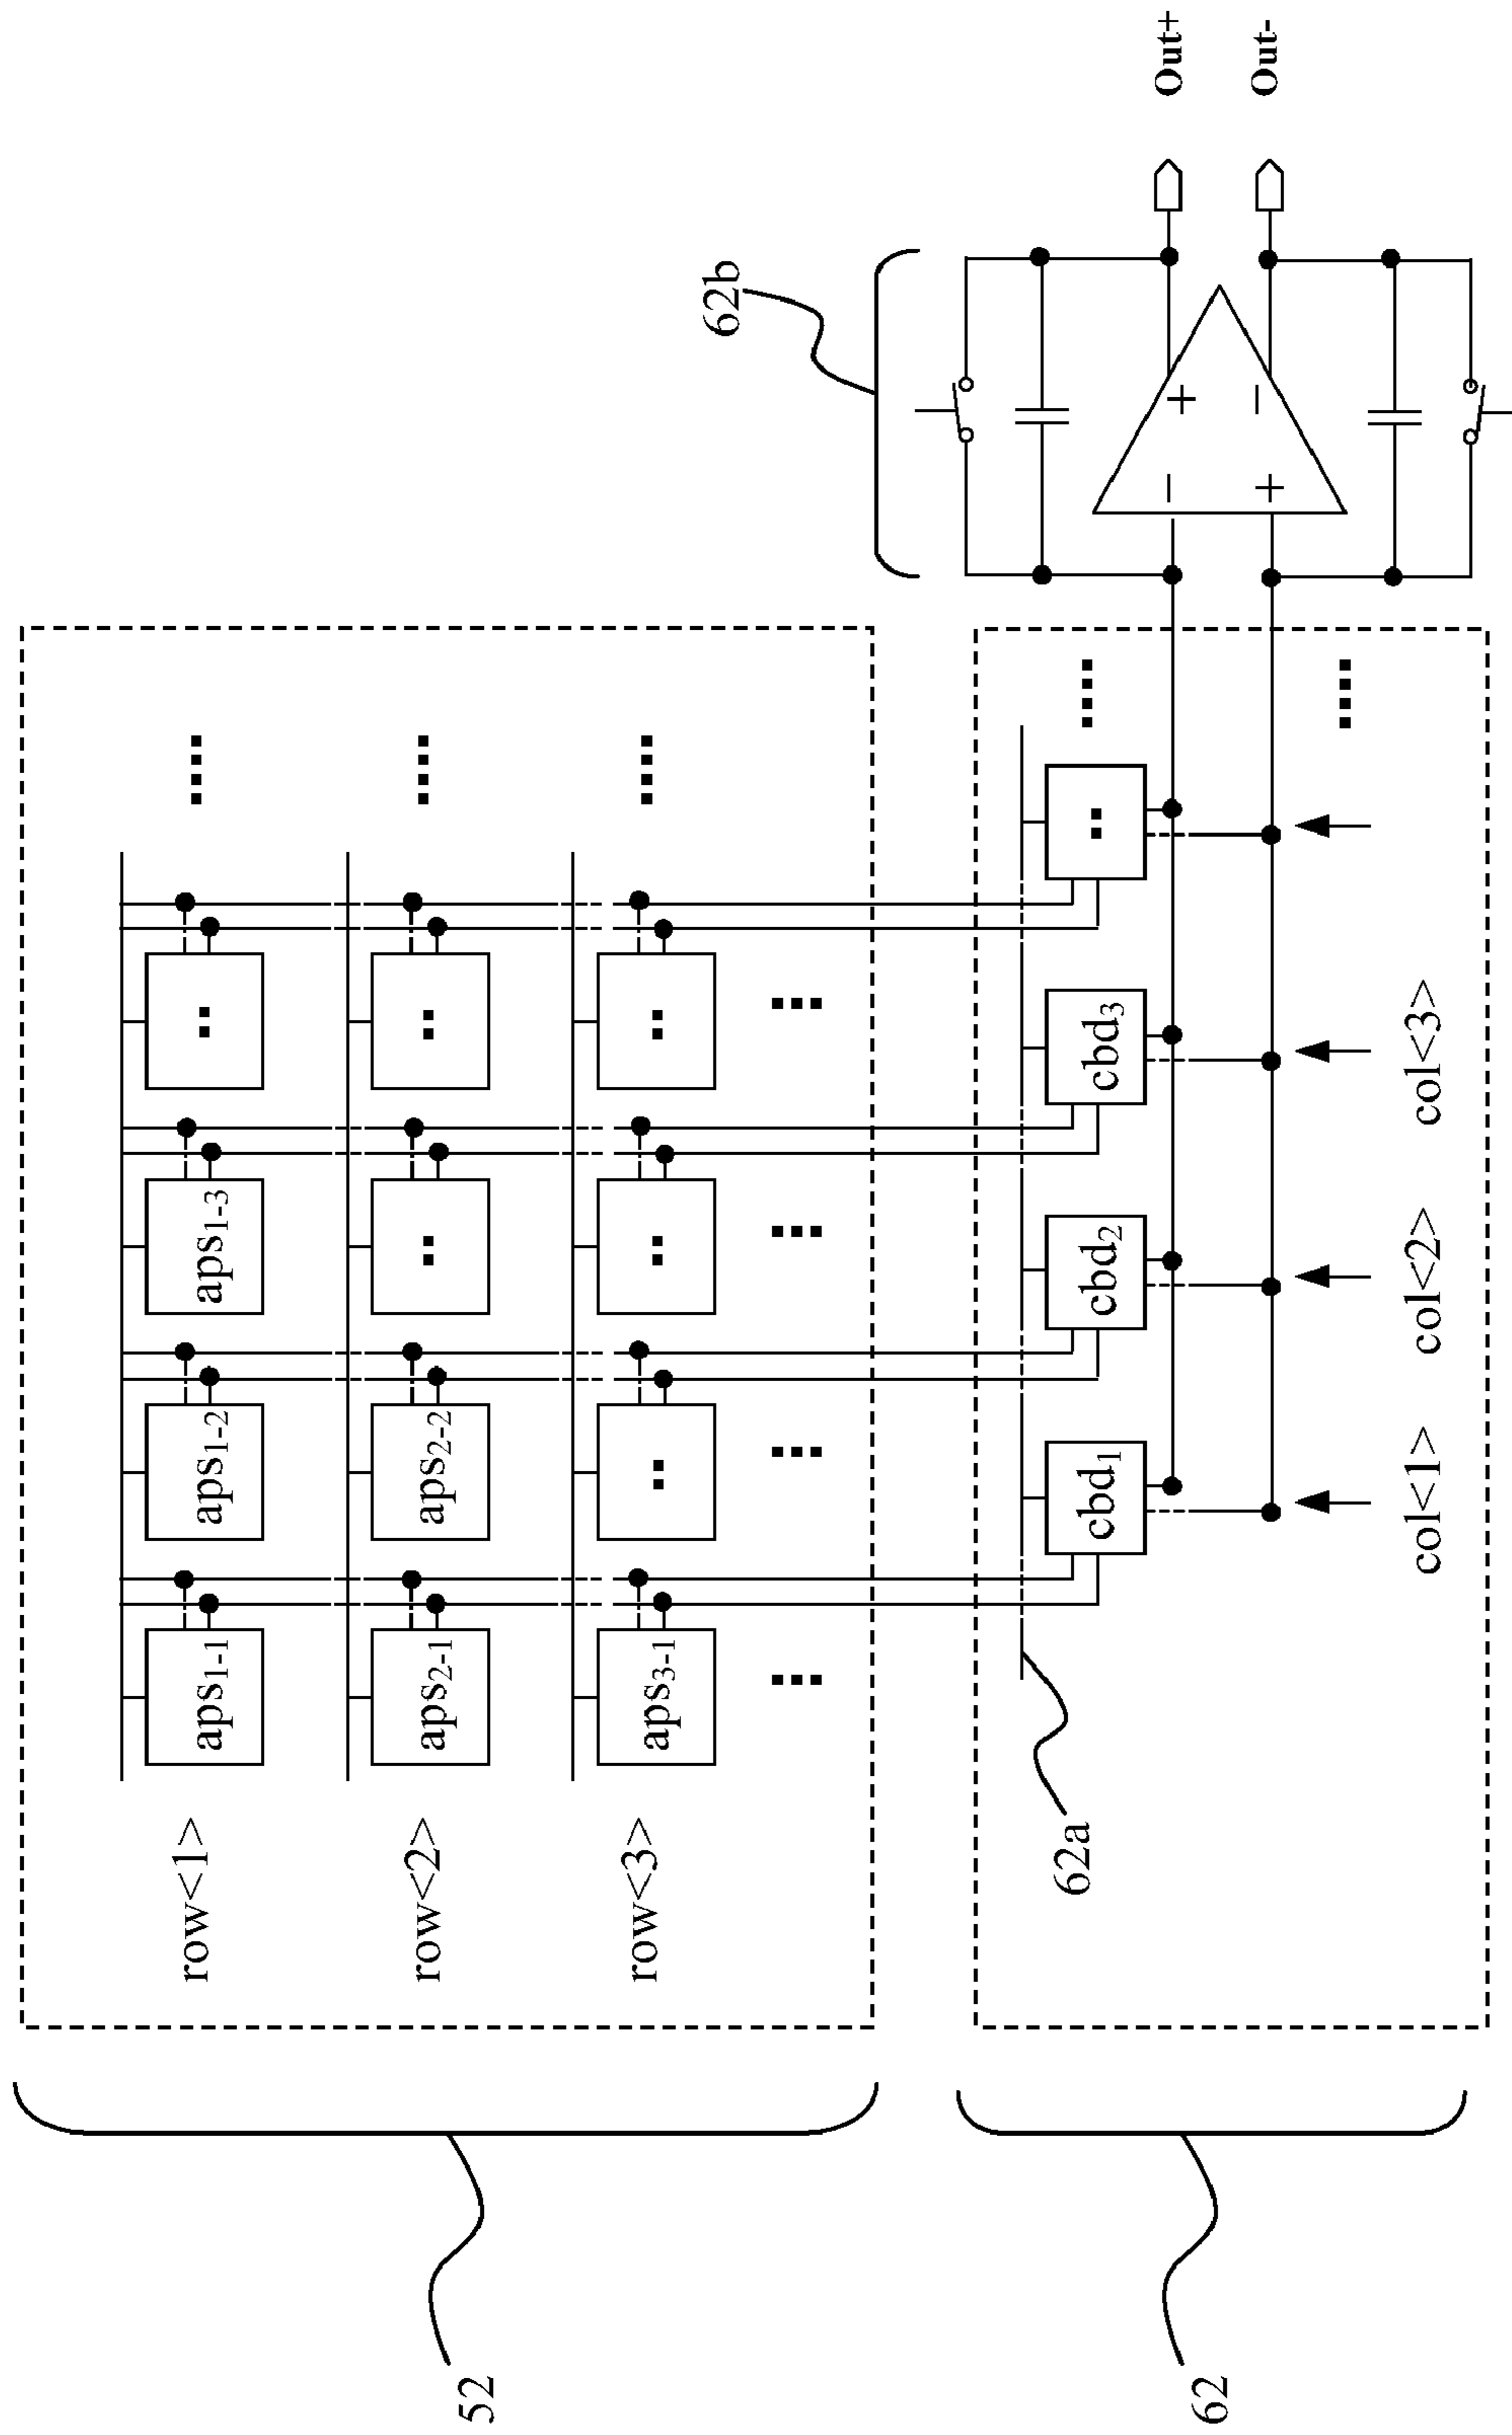 52
row<1>
aps1-1
aps1-2
aps1-3
..
....
row<2>
aps2-1
aps2-2
..
..
....
row<3>
aps3-1
..
..
..
....
...
...
...
...
62
62a
cbd1
cbd2
cbd3
..
....
....
col<1>
col<2>
col<3>
62b
− +
+ −
Out+
Out-